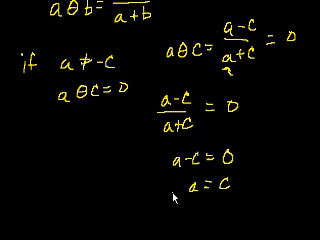 a θ b = ―/(a+b)
if a ≠ -c
a θ c = 0
a θ c = (a-c)/(a+c) = 0
a
(a-c)/(a+c) = 0
a-c = 0
a = c